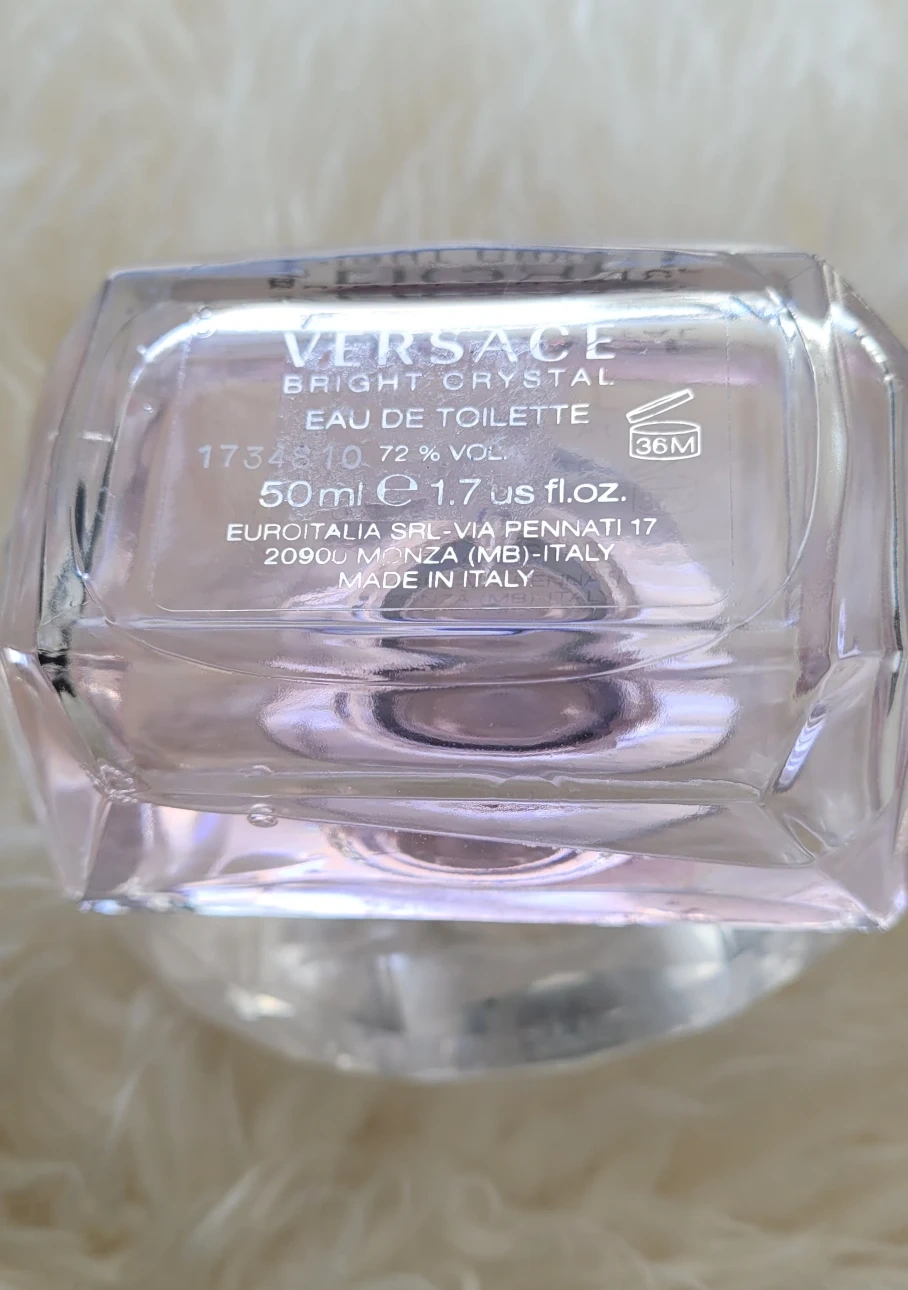 VERSACE
BRIGHT CRYSTAL
EAU DE TOILETTE
36M
1734810 72 % VOL.
50ml e 1.7 us fl.oz.
EUROITALIA SRL-VIA PENNATI 17
20900 MONZA (MB)-ITALY
MADE IN ITALY